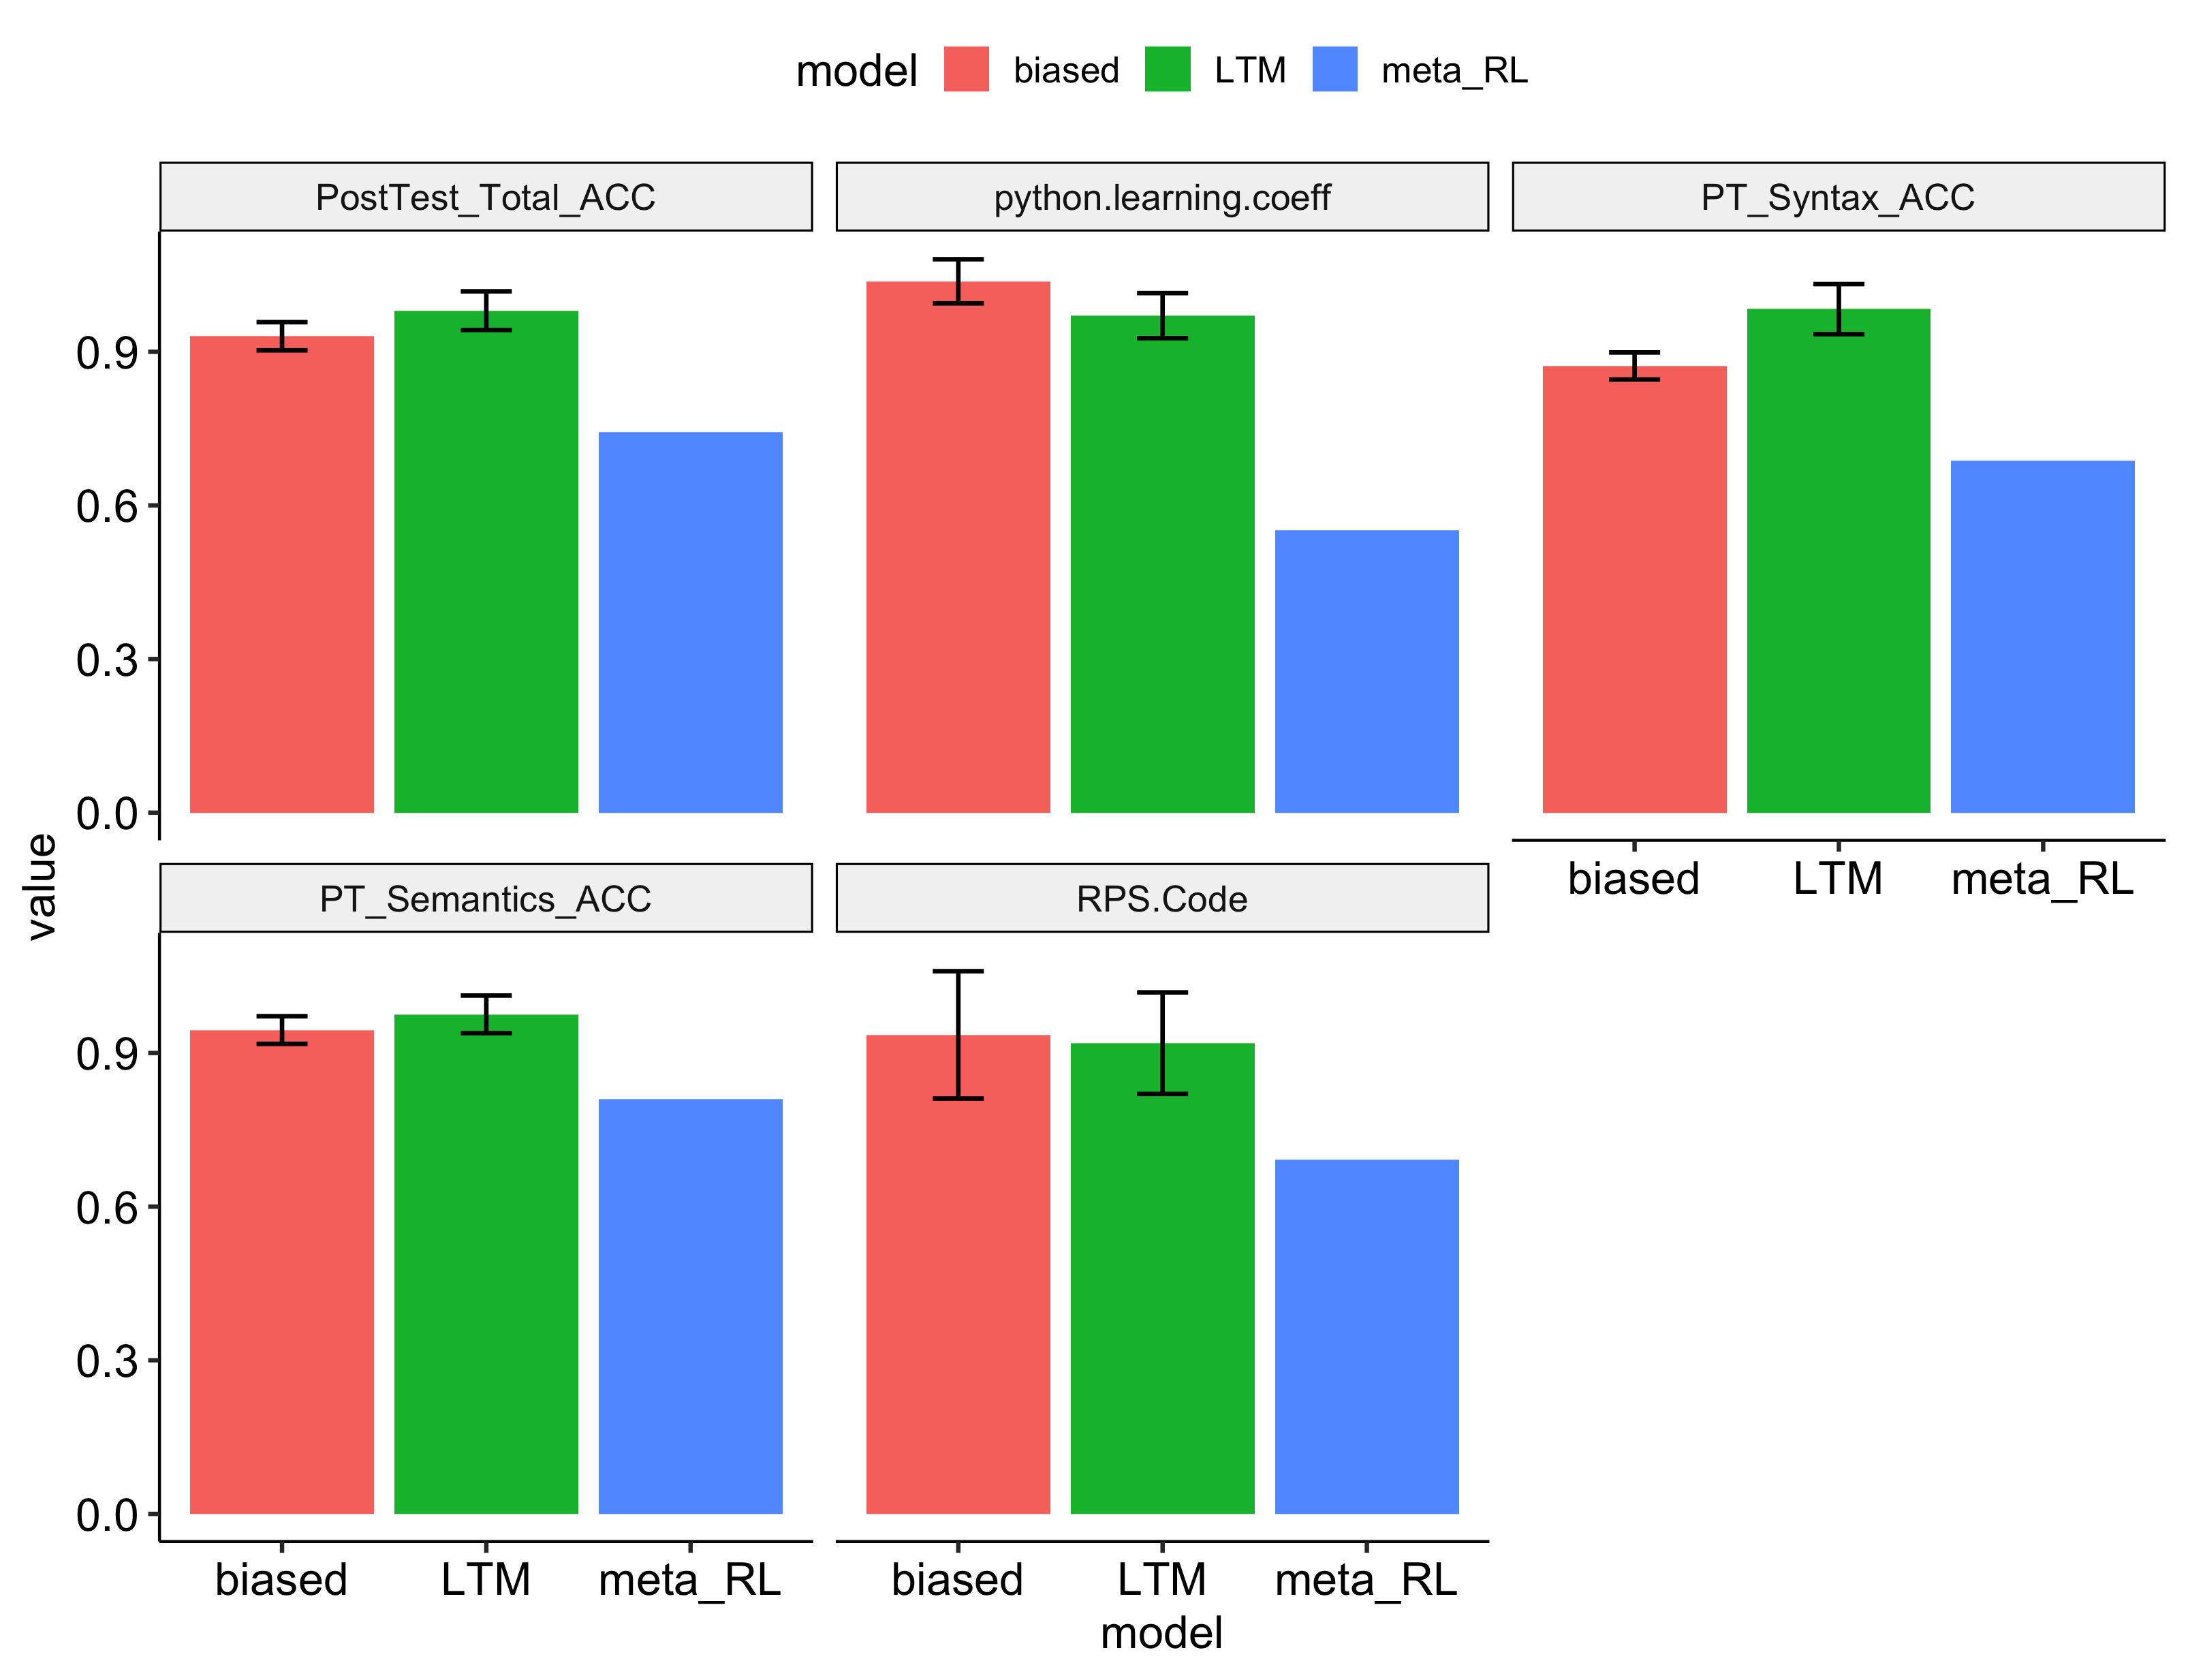 model biased LTM meta_RL
PostTest_Total_ACC python.learning.coeff PT_Syntax_ACC
0.9
0.6
0.3
0.0
biased LTM meta_RL
value
PT_Semantics_ACC RPS.Code
0.9
0.6
0.3
0.0
biased LTM meta_RL biased LTM meta_RL
model